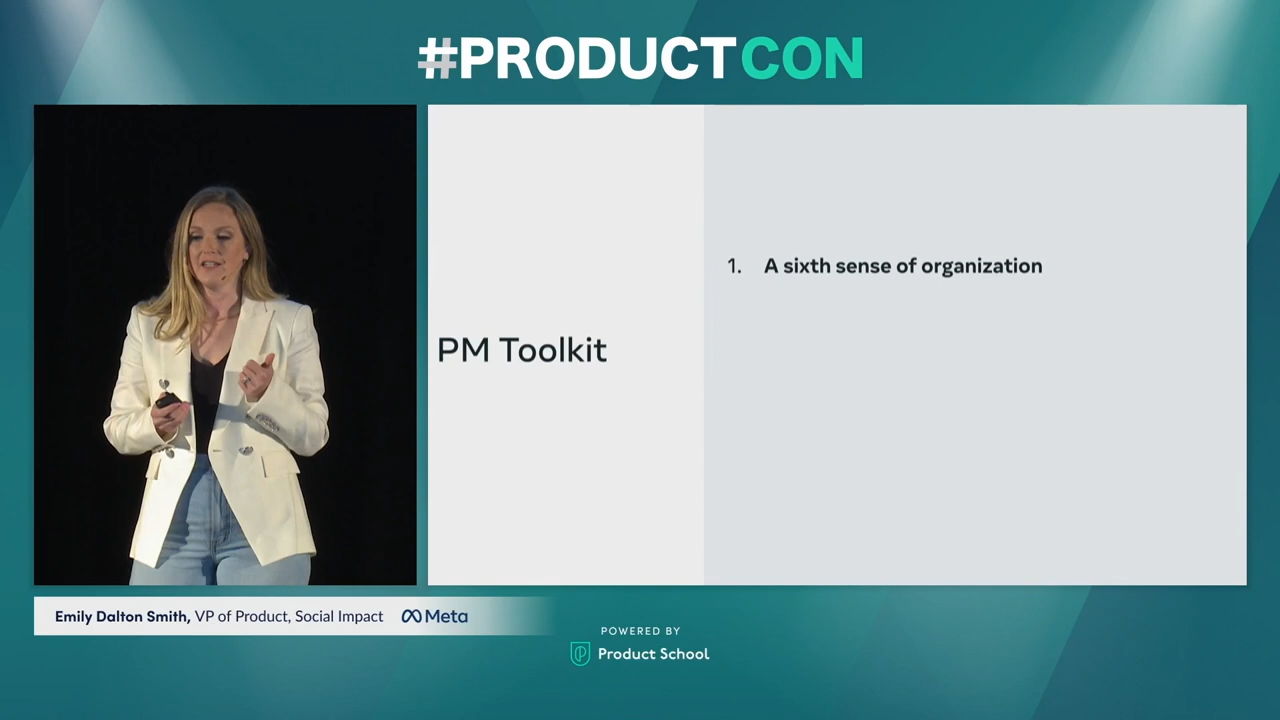 #PRODUCTCON
PM Toolkit
1. A sixth sense of organization
Emily Dalton Smith, VP of Product, Social Impact Meta
POWERED BY
Product School